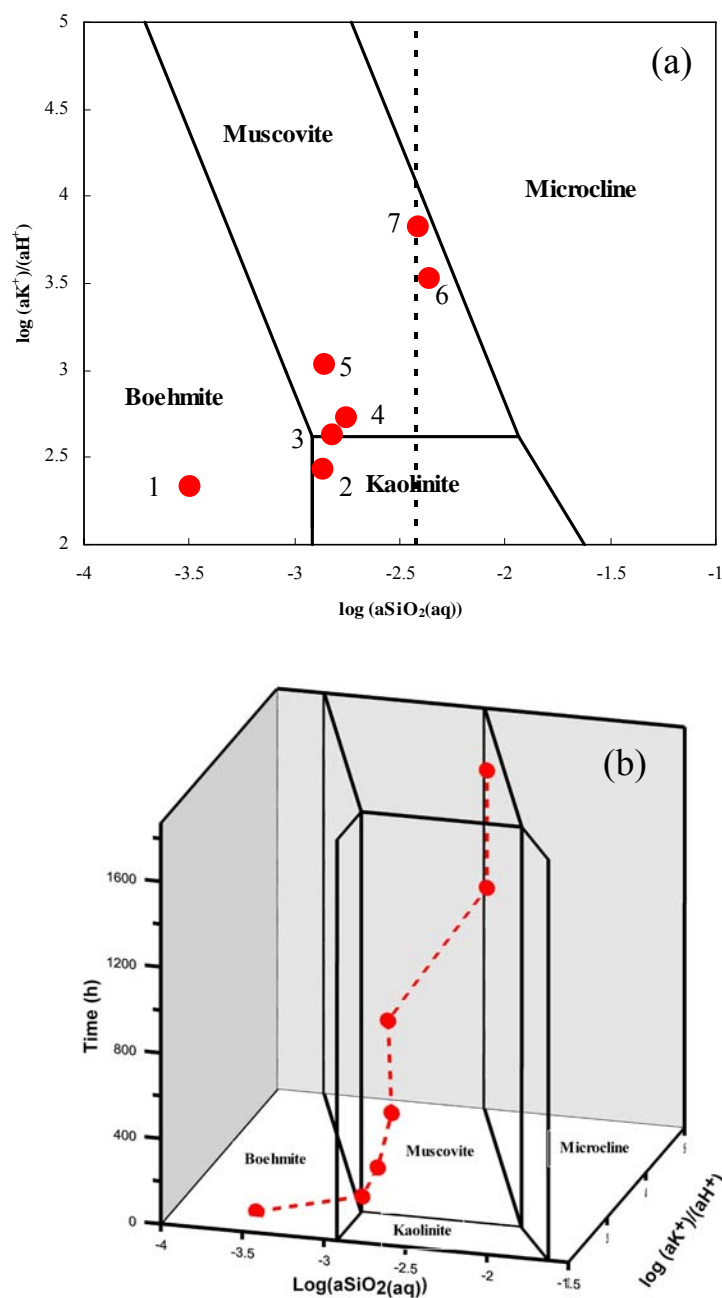 (a)
5
4.5
4
3.5
3
2.5
2
log (aK⁺)/(aH⁺)
Muscovite
Microcline
Boehmite
Kaolinite
7
6
5
4
3
2
1
-4
-3.5
-3
-2.5
-2
-1.5
-1
log (aSiO₂(aq))
(b)
1600
1200
800
400
0
Time (h)
Boehmite
Muscovite
Microcline
Kaolinite
-4
-3.5
-3
-2.5
-2
-1.5
Log(aSiO₂(aq))
log (aK⁺)/(aH⁺)